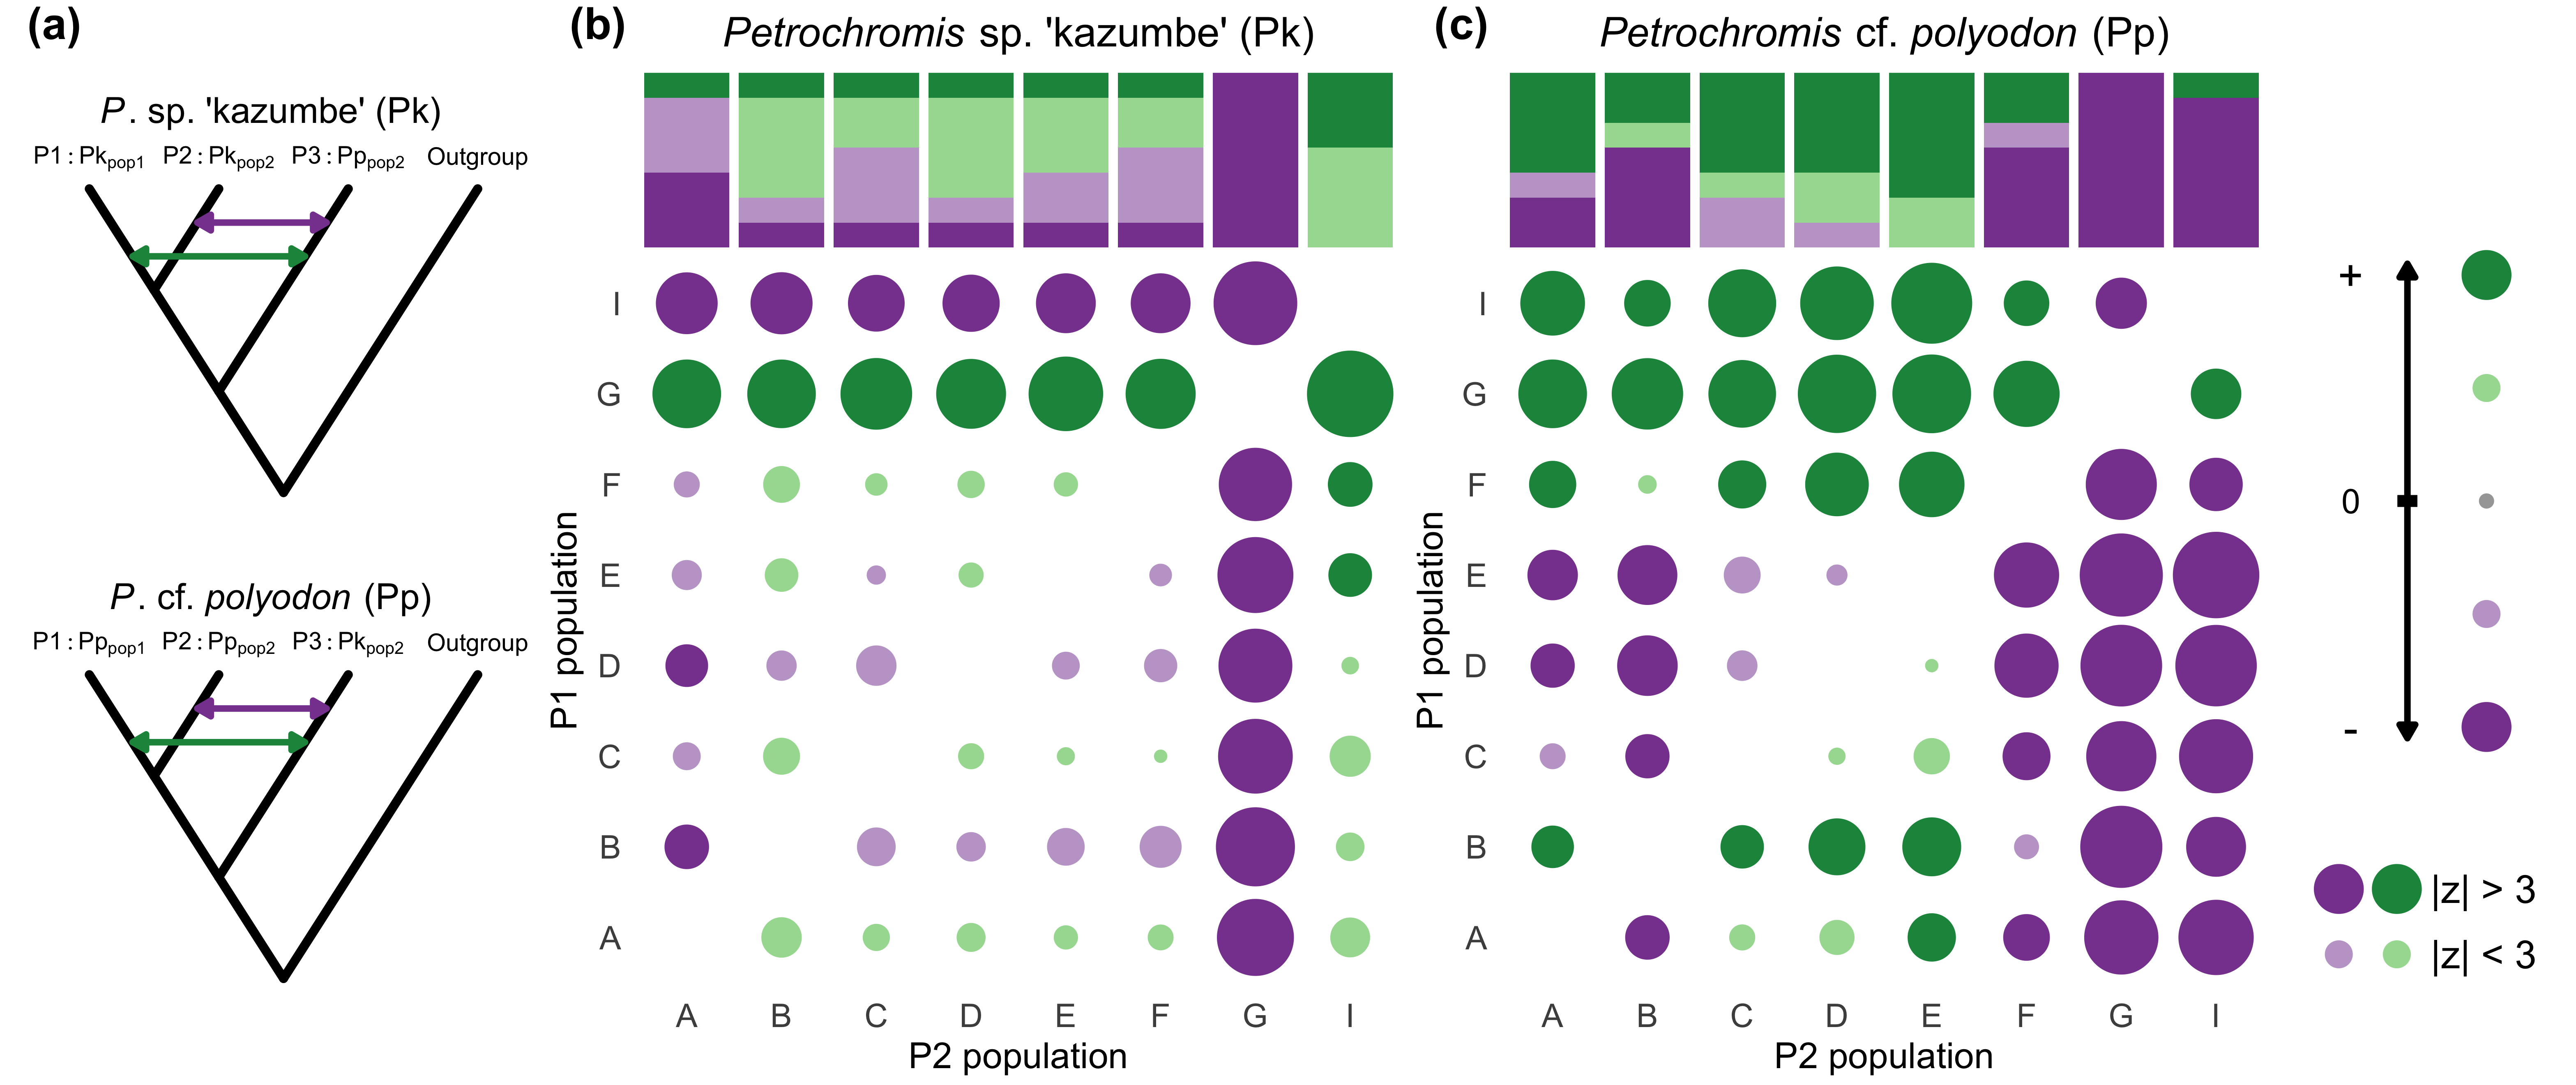 (a)
P. sp. 'kazumbe' (Pk)
P1 : Pkpop1 P2 : Pkpop2 P3 : Pppop2 Outgroup
P. cf. polyodon (Pp)
P1 : Pppop1 P2 : Pppop2 P3 : Pkpop2 Outgroup
(b)
Petrochromis sp. 'kazumbe' (Pk)
P1 population
I
G
F
E
D
C
B
A
A B C D E F G I
P2 population
(c)
Petrochromis cf. polyodon (Pp)
P1 population
I
G
F
E
D
C
B
A
A B C D E F G I
P2 population
+
0
-
|z| > 3
|z| < 3